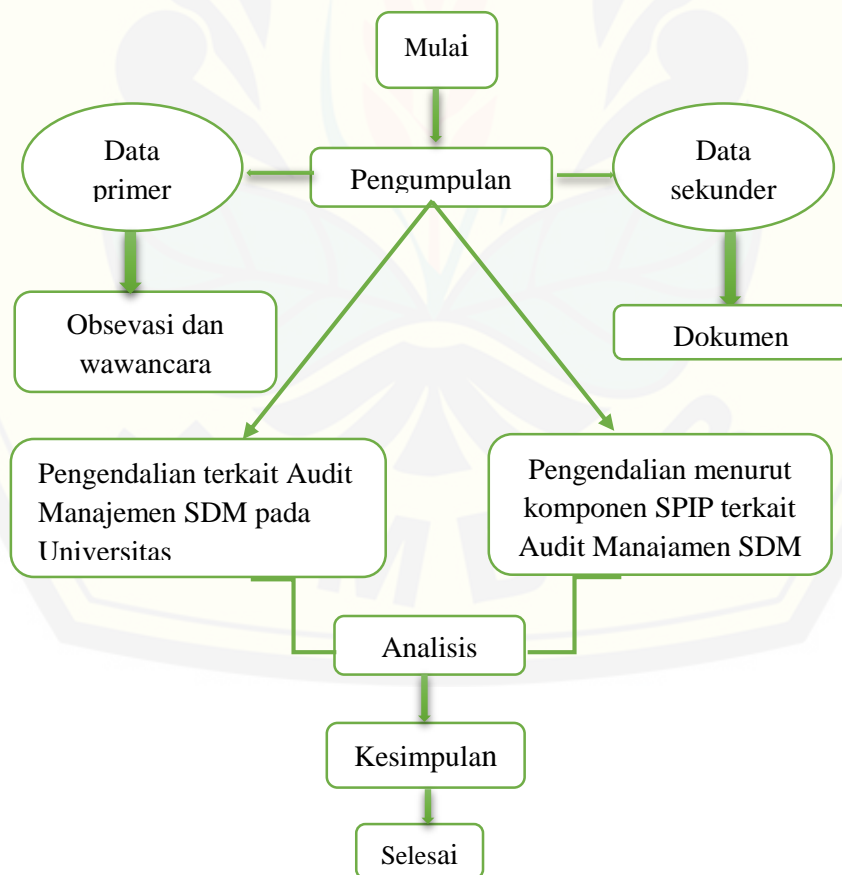 Mulai
Data
primer
Pengumpulan
Data
sekunder
Obsevasi dan
wawancara
Dokumen
Pengendalian terkait Audit
Manajemen SDM pada
Universitas
Pengendalian menurut
komponen SPIP terkait
Audit Manajamen SDM
Analisis
Kesimpulan
Selesai